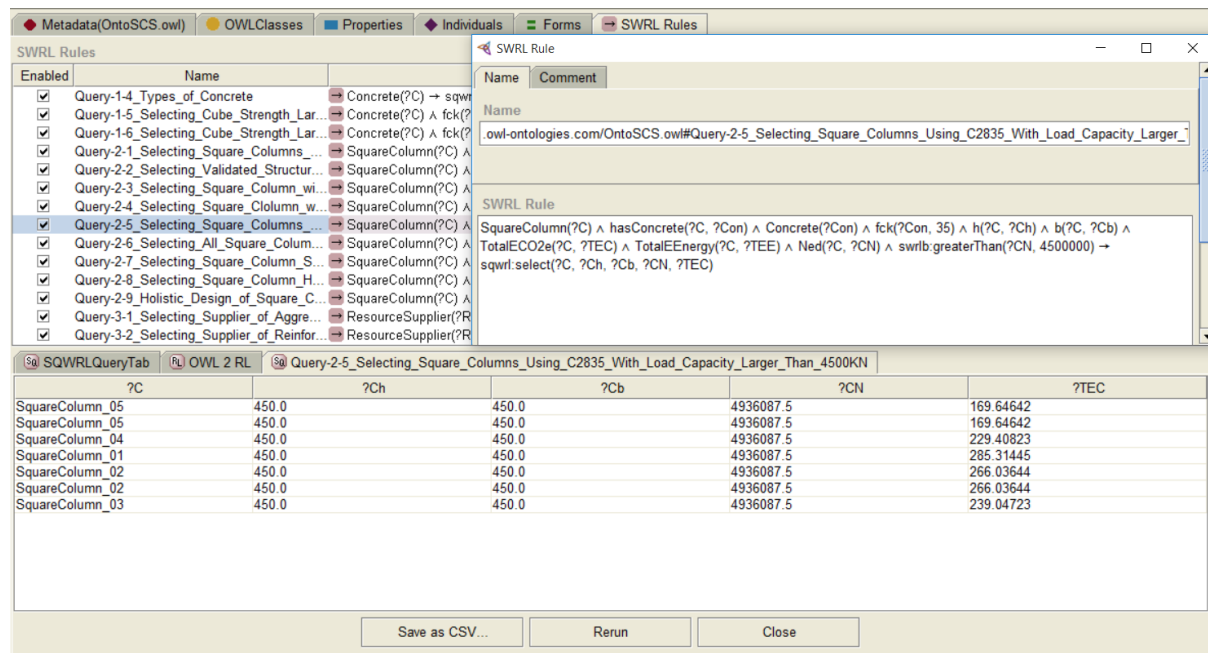 Metadata(OntoSCS.owl) OWLClasses Properties Individuals Forms SWRL Rules
SWRL Rules
Enabled Name
Query-1-4_Types_of_Concrete Concrete(?C) → sqwr
Query-1-5_Selecting_Cube_Strength_Lar... Concrete(?C) ∧ fck(?
Query-1-6_Selecting_Cube_Strength_Lar... Concrete(?C) ∧ fck(?
Query-2-1_Selecting_Square_Columns_... SquareColumn(?C) ∧
Query-2-2_Selecting_Validated_Structur... SquareColumn(?C) ∧
Query-2-3_Selecting_Square_Column_wi... SquareColumn(?C) ∧
Query-2-4_Selecting_Square_Clolumn_w... SquareColumn(?C) ∧
Query-2-5_Selecting_Square_Columns_... SquareColumn(?C) ∧
Query-2-6_Selecting_All_Square_Colum... SquareColumn(?C) ∧
Query-2-7_Selecting_Square_Column_S... SquareColumn(?C) ∧
Query-2-8_Selecting_Square_Column_H... SquareColumn(?C) ∧
Query-2-9_Holistic_Design_of_Square_C... SquareColumn(?C) ∧
Query-3-1_Selecting_Supplier_of_Aggre... ResourceSupplier(?R
Query-3-2_Selecting_Supplier_of_Reinfor... ResourceSupplier(?R
SWRL Rule
Name Comment
Name
.owl-ontologies.com/OntoSCS.owl#Query-2-5_Selecting_Square_Columns_Using_C2835_With_Load_Capacity_Larger_
SWRL Rule
SquareColumn(?C) ∧ hasConcrete(?C, ?Con) ∧ Concrete(?Con) ∧ fck(?Con, 35) ∧ h(?C, ?Ch) ∧ b(?C, ?Cb) ∧
TotalECO2e(?C, ?TEC) ∧ TotalEEnergy(?C, ?TEE) ∧ Ned(?C, ?CN) ∧ swrlb:greaterThan(?CN, 4500000) →
sqwrl:select(?C, ?Ch, ?Cb, ?CN, ?TEC)
SQWRLQueryTab OWL 2 RL Query-2-5_Selecting_Square_Columns_Using_C2835_With_Load_Capacity_Larger_Than_4500KN
?C ?Ch ?Cb ?CN ?TEC
SquareColumn_05 450.0 450.0 4936087.5 169.64642
SquareColumn_05 450.0 450.0 4936087.5 169.64642
SquareColumn_04 450.0 450.0 4936087.5 229.40823
SquareColumn_01 450.0 450.0 4936087.5 285.31445
SquareColumn_02 450.0 450.0 4936087.5 266.03644
SquareColumn_02 450.0 450.0 4936087.5 266.03644
SquareColumn_03 450.0 450.0 4936087.5 239.04723
Save as CSV... Rerun Close